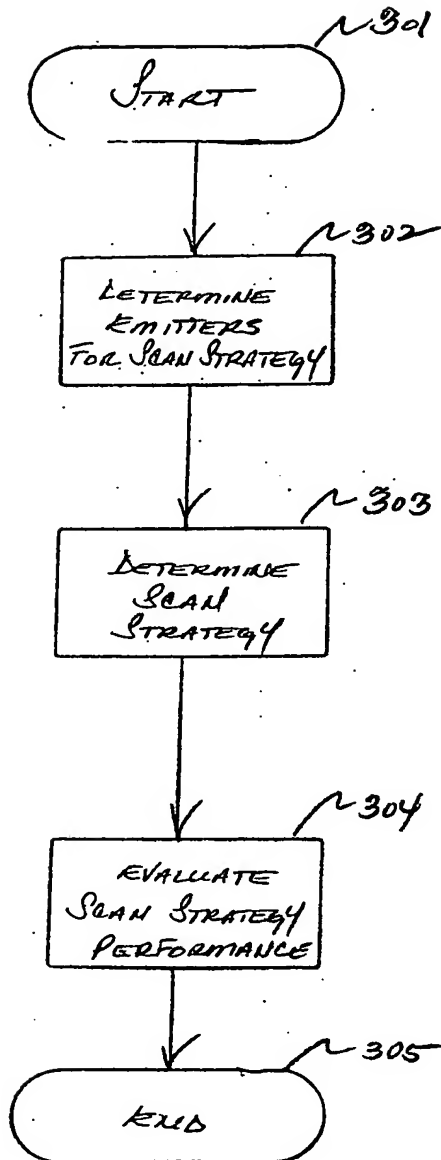 301
START
302
DETERMINE
EMITTERS
FOR SCAN STRATEGY
303
DETERMINE
SCAN
STRATEGY
304
EVALUATE
SCAN STRATEGY
PERFORMANCE
305
END